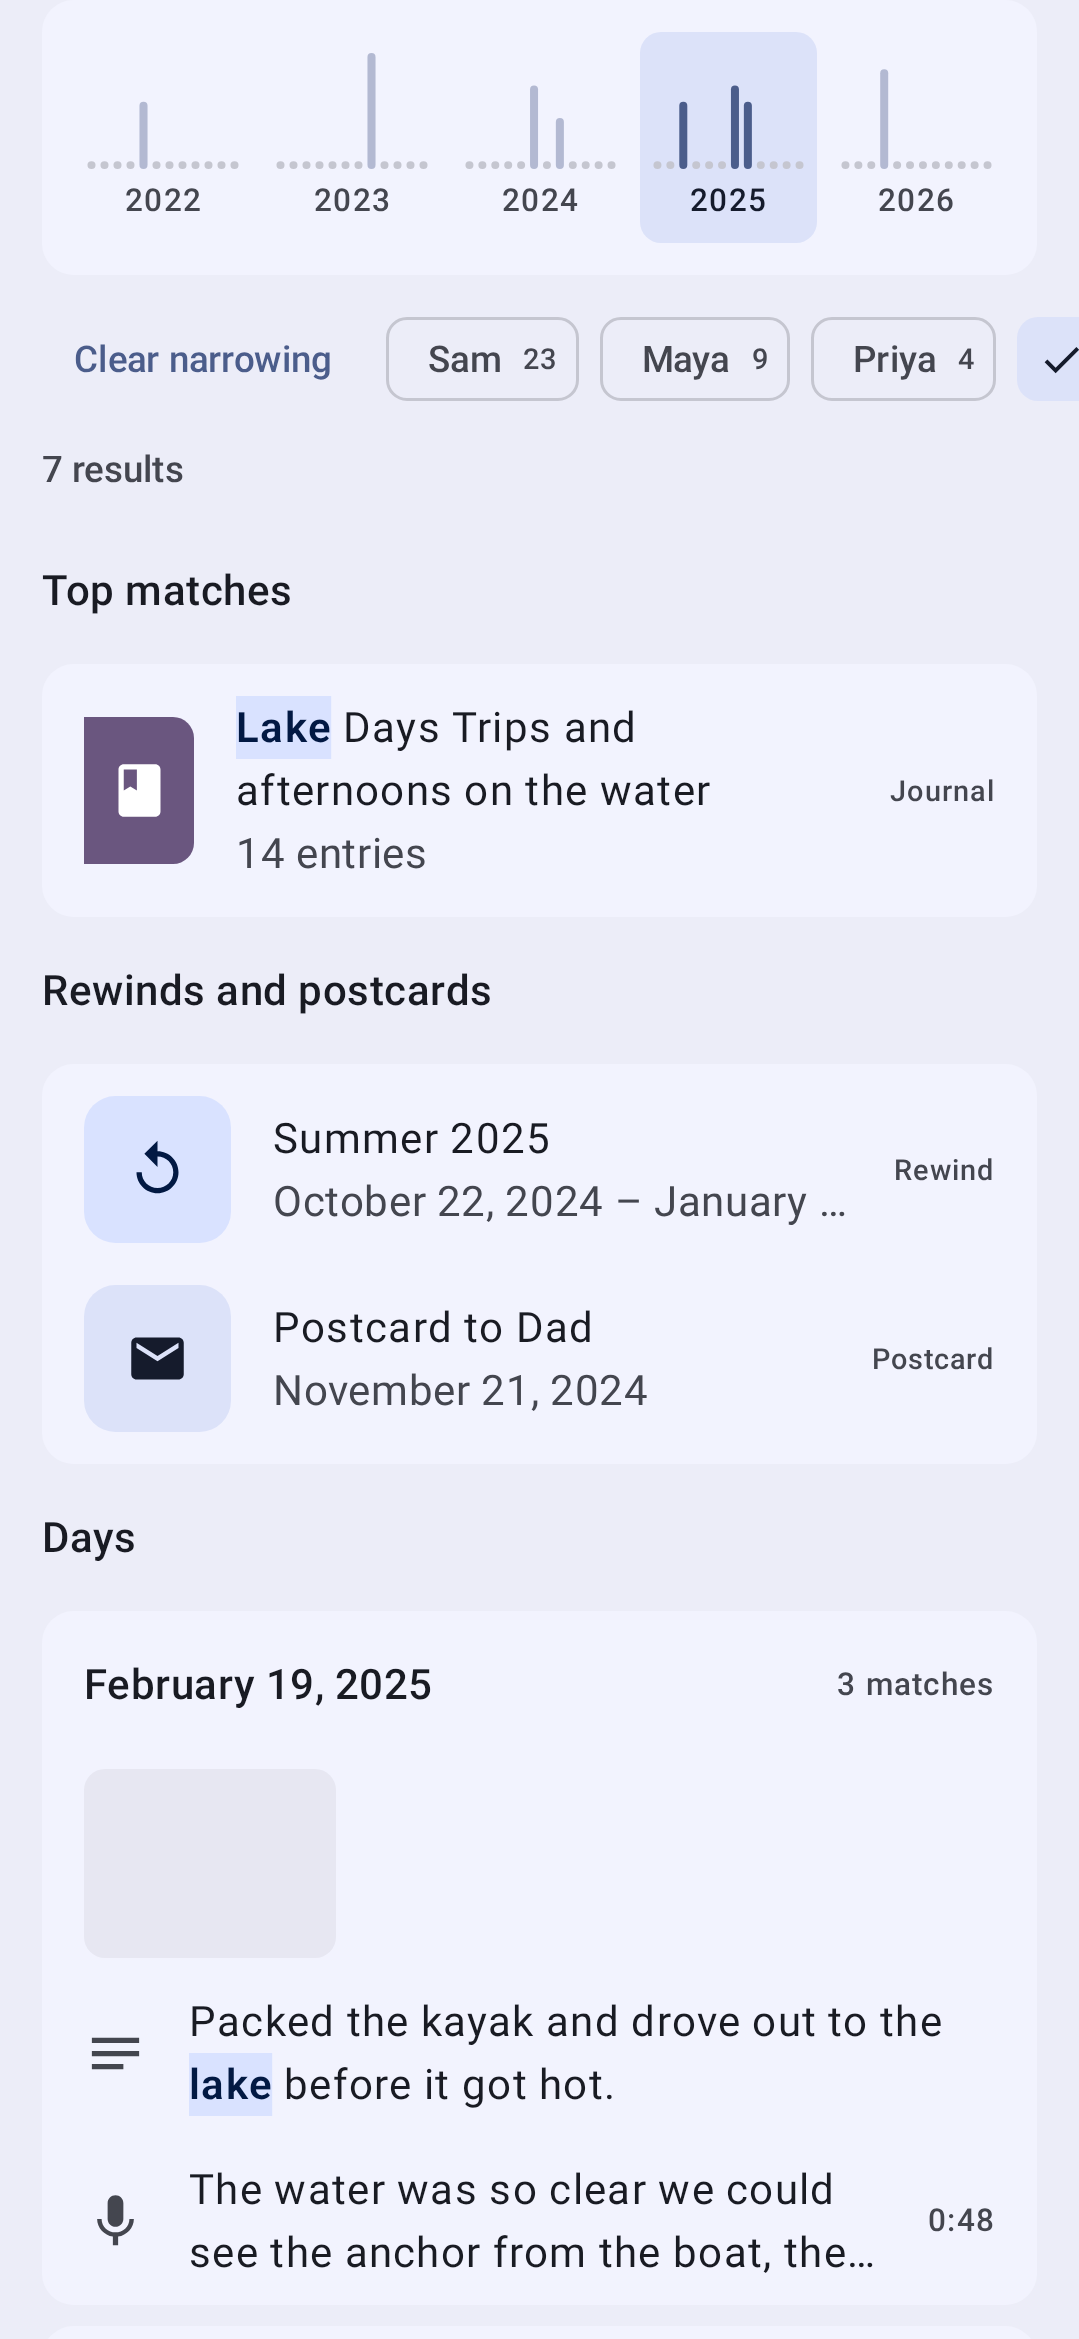 2022 2023 2024 2025 2026
Clear narrowing Sam 23 Maya 9 Priya 4
7 results
Top matches
Lake Days Trips and
afternoons on the water
Journal
14 entries
Rewinds and postcards
Summer 2025
Rewind
October 22, 2024 – January …
Postcard to Dad
Postcard
November 21, 2024
Days
February 19, 2025 3 matches
Packed the kayak and drove out to the
lake before it got hot.
The water was so clear we could
0:48
see the anchor from the boat, the…